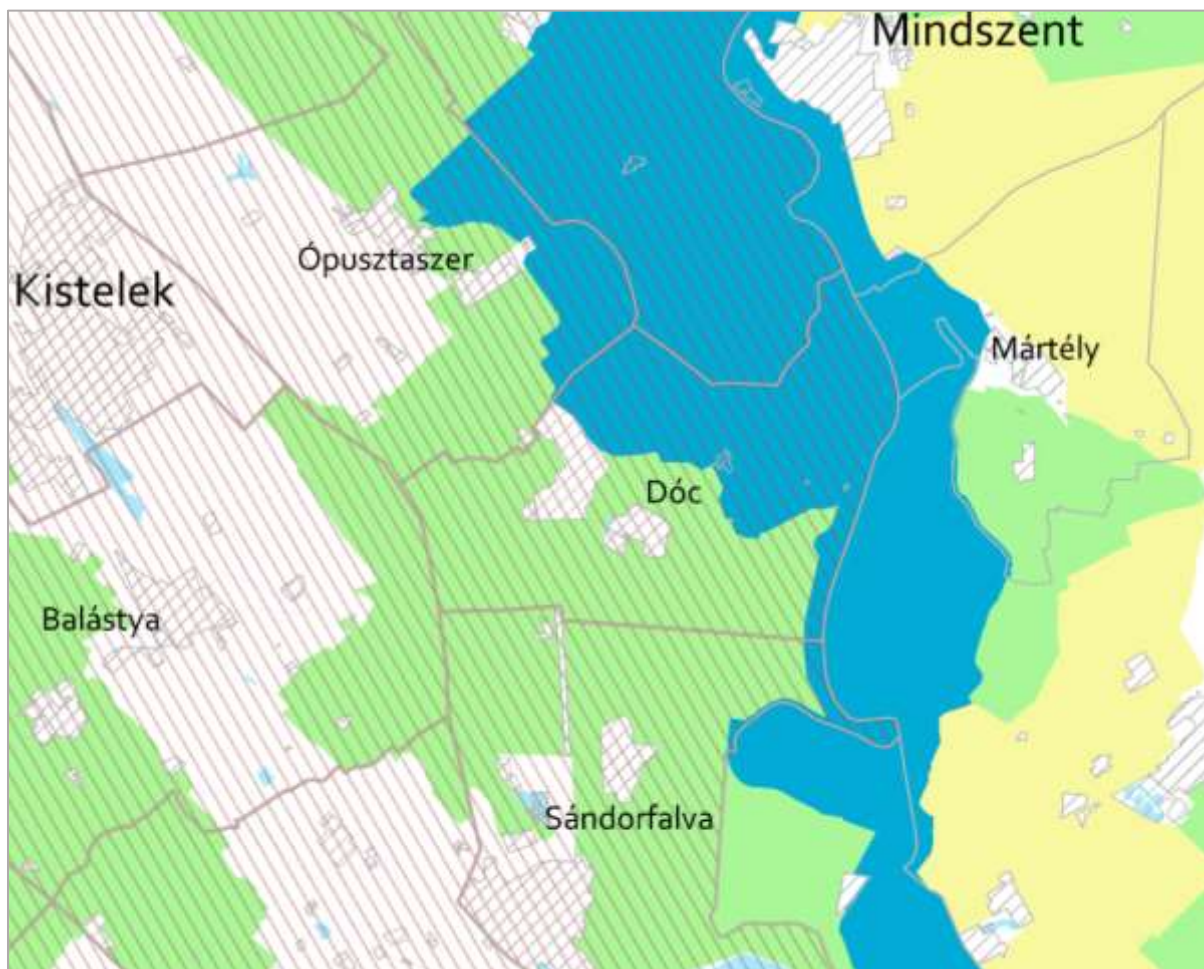 Mindszent
Ópusztaszer
Kistelek
Mártély
Dóc
Balástya
Sándorfalva